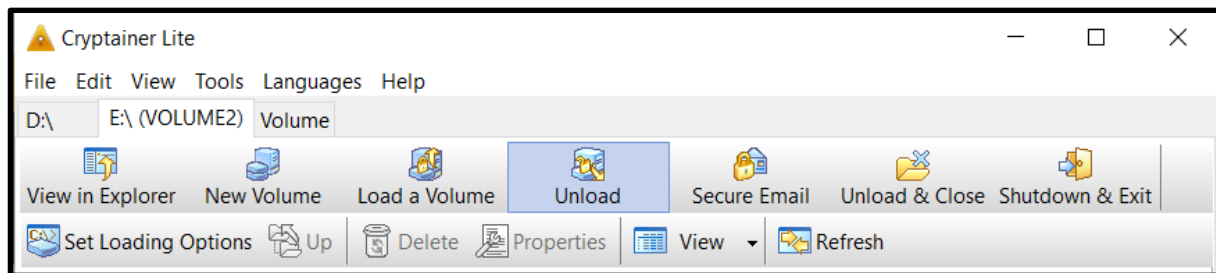 Cryptainer Lite
File Edit View Tools Languages Help
D:\ E:\ (VOLUME2) Volume
View in Explorer New Volume Load a Volume Unload Secure Email Unload & Close Shutdown & Exit
Set Loading Options Up Delete Properties View Refresh